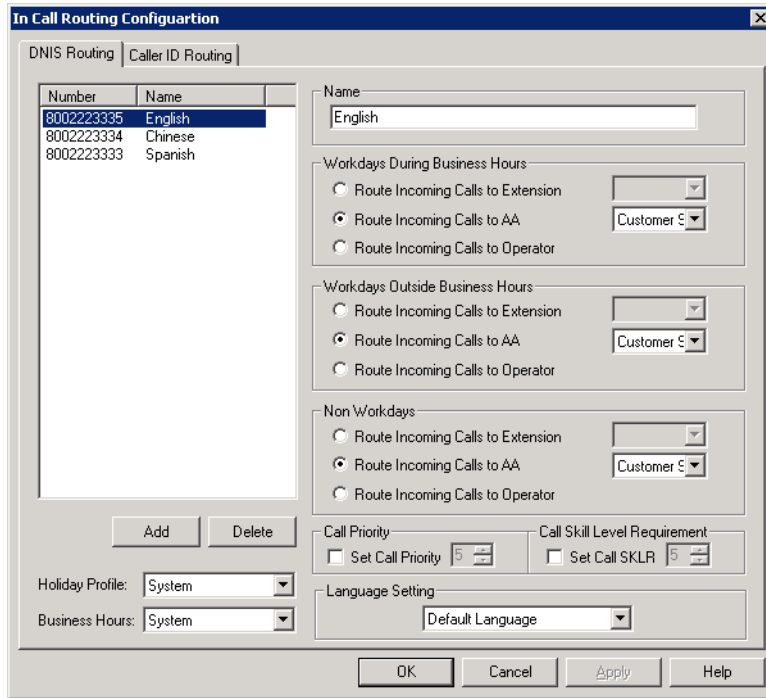 In Call Routing Configuartion
DNIS Routing Caller ID Routing
Number Name
8002223335 English
8002223334 Chinese
8002223333 Spanish
Add Delete
Holiday Profile: System
Business Hours: System
Name
English
Workdays During Business Hours
Route Incoming Calls to Extension
Route Incoming Calls to AA Customer S
Route Incoming Calls to Operator
Workdays Outside Business Hours
Route Incoming Calls to Extension
Route Incoming Calls to AA Customer S
Route Incoming Calls to Operator
Non Workdays
Route Incoming Calls to Extension
Route Incoming Calls to AA Customer S
Route Incoming Calls to Operator
Call Priority Call Skill Level Requirement
Set Call Priority 5 Set Call SKLR 5
Language Setting
Default Language
OK Cancel Apply Help